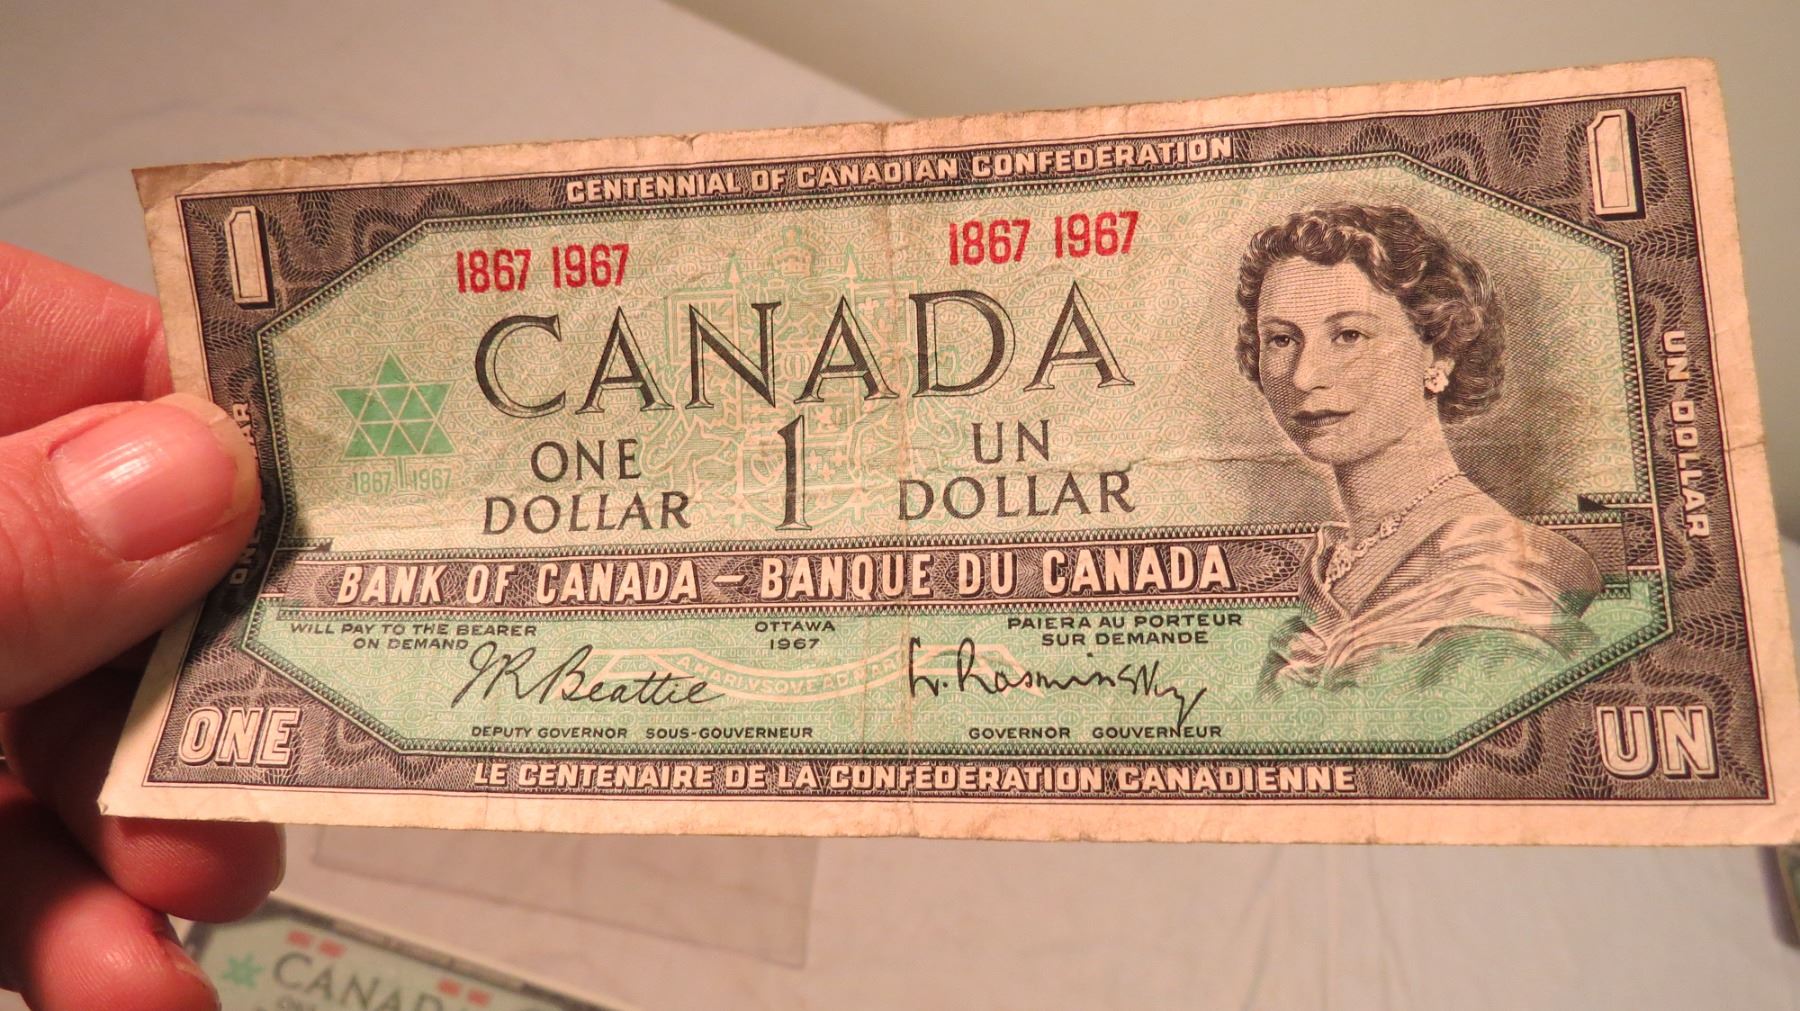 CENTENNIAL OF CANADIAN CONFEDERATION
1
1
1867 1967
1867 1967
CANADA
1867 1967
ONE
DOLLAR
1
UN
DOLLAR
UN DOLLAR
BANK OF CANADA – BANQUE DU CANADA
WILL PAY TO THE BEARER
ON DEMAND
OTTAWA
1967
PAIERA AU PORTEUR
SUR DEMANDE
J.R. Beattie
L. Rasminsky
DEPUTY GOVERNOR SOUS-GOUVERNEUR
GOVERNOR GOUVERNEUR
ONE
UN
LE CENTENAIRE DE LA CONFÉDÉRATION CANADIENNE
CANAD